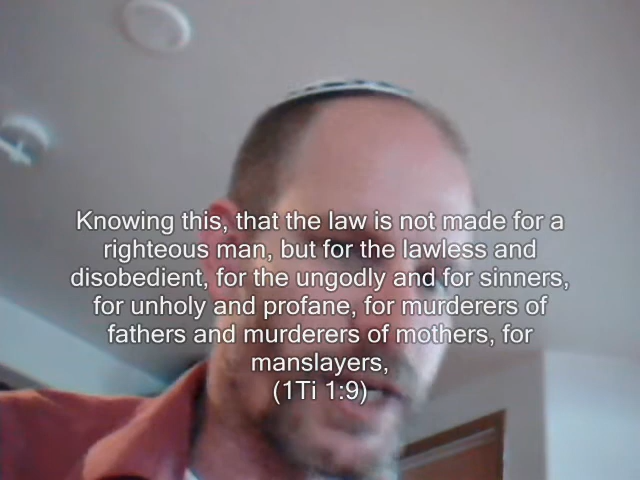 Knowing this, that the law is not made for a
righteous man, but for the lawless and
disobedient, for the ungodly and for sinners,
for unholy and profane, for murderers of
fathers and murderers of mothers, for
manslayers,
(1Ti 1:9)